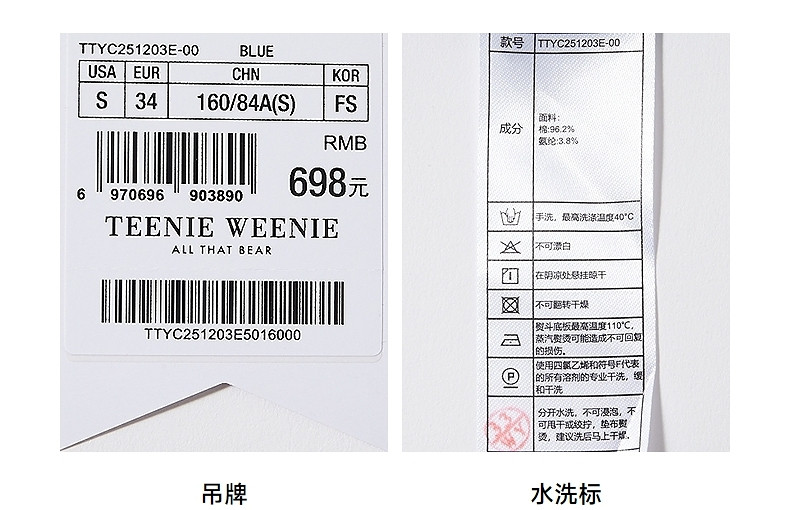 TTYC251203E-00 BLUE
USA EUR CHN KOR
S 34 160/84A(S) FS
RMB
698元
6 970696 903890
TEENIE WEENIE
ALL THAT BEAR
TTYC251203E5016000
吊牌
款号 TTYC251203E-00
成分
面料:
棉:96.2%
氨纶:3.8%
手洗，最高洗涤温度40°C
不可漂白
在阴凉处悬挂晾干
不可翻转干燥
熨斗底板最高温度110℃，
蒸汽熨烫可能造成不可回复
的损伤。
P
使用四氯乙烯和符号F代表
的所有溶剂的专业干洗，缓
和干洗
33
WY
分开水洗，不可浸泡，不
可甩干或绞拧，垫布熨
烫，建议洗后马上干燥。
水洗标